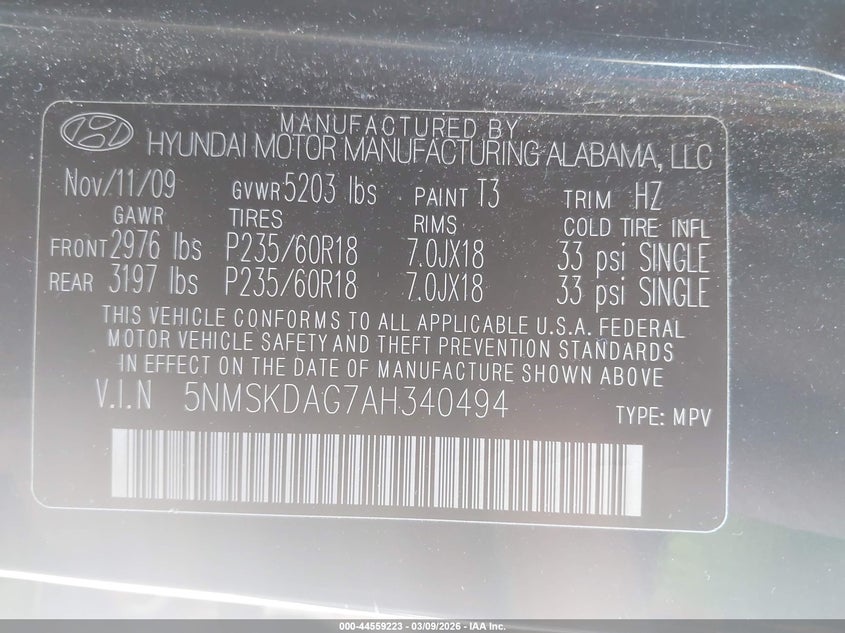 MANUFACTURED BY
HYUNDAI MOTOR MANUFACTURING ALABAMA, LLC
Nov/11/09 GVWR 5203 lbs PAINT T3 TRIM HZ
GAWR TIRES RIMS COLD TIRE INFL
FRONT 2976 lbs P235/60R18 7.0JX18 33 psi SINGLE
REAR 3197 lbs P235/60R18 7.0JX18 33 psi SINGLE
THIS VEHICLE CONFORMS TO ALL APPLICABLE U.S.A. FEDERAL
MOTOR VEHICLE SAFETY AND THEFT PREVENTION STANDARDS
IN EFFECT ON THE DATE OF MANUFACTURE SHOWN ABOVE
V.I.N 5NMSKDAG7AH340494 TYPE: MPV
000-44559223 - 03/09/2026 - IAA Inc.